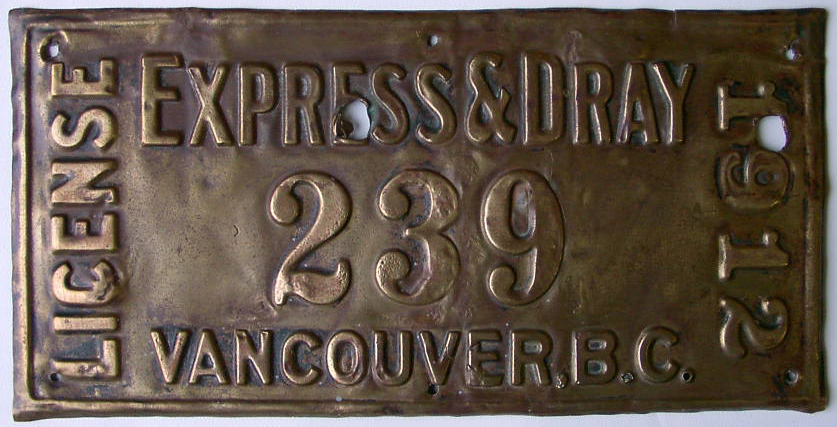 LICENSE
EXPRESS&DRAY
239
VANCOUVER,B.C.
1912